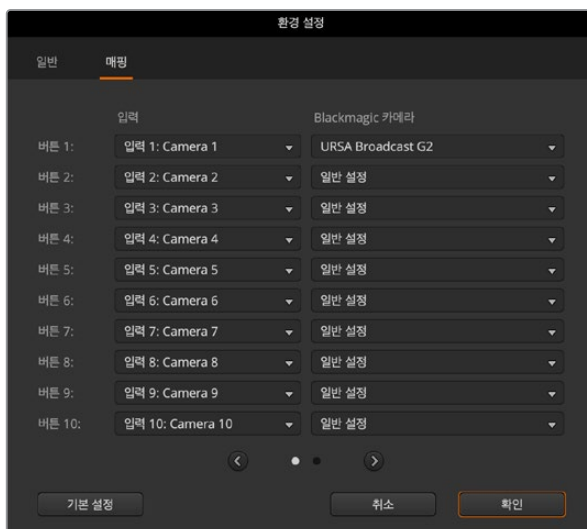 환경 설정
일반 매핑
입력 Blackmagic 카메라
버튼 1: 입력 1: Camera 1 URSA Broadcast G2
버튼 2: 입력 2: Camera 2 일반 설정
버튼 3: 입력 3: Camera 3 일반 설정
버튼 4: 입력 4: Camera 4 일반 설정
버튼 5: 입력 5: Camera 5 일반 설정
버튼 6: 입력 6: Camera 6 일반 설정
버튼 7: 입력 7: Camera 7 일반 설정
버튼 8: 입력 8: Camera 8 일반 설정
버튼 9: 입력 9: Camera 9 일반 설정
버튼 10: 입력 10: Camera 10 일반 설정
기본 설정 취소 확인